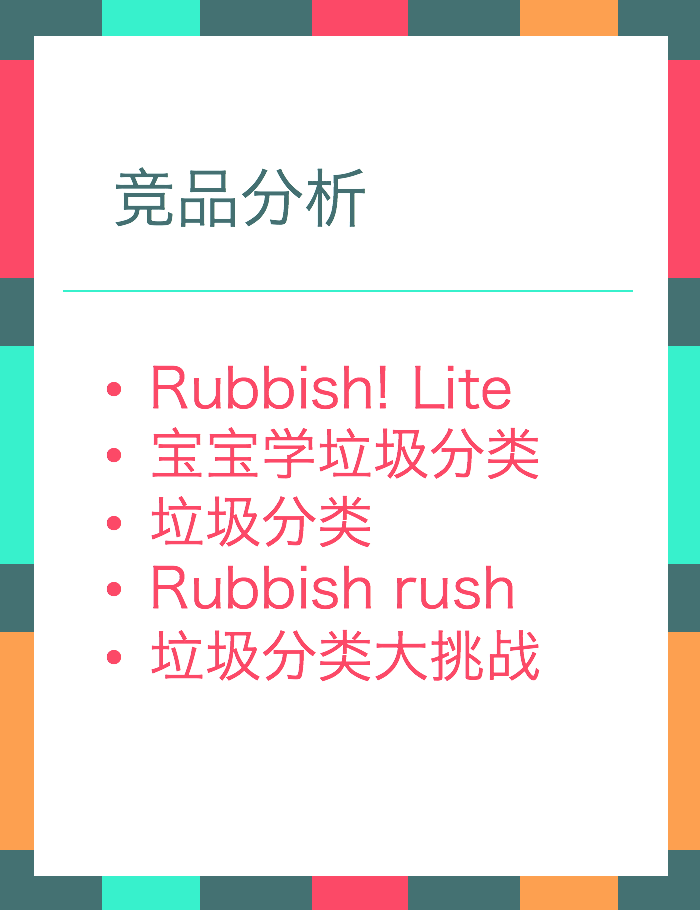 竞品分析
• Rubbish! Lite
• 宝宝学垃圾分类
• 垃圾分类
• Rubbish rush
• 垃圾分类大挑战